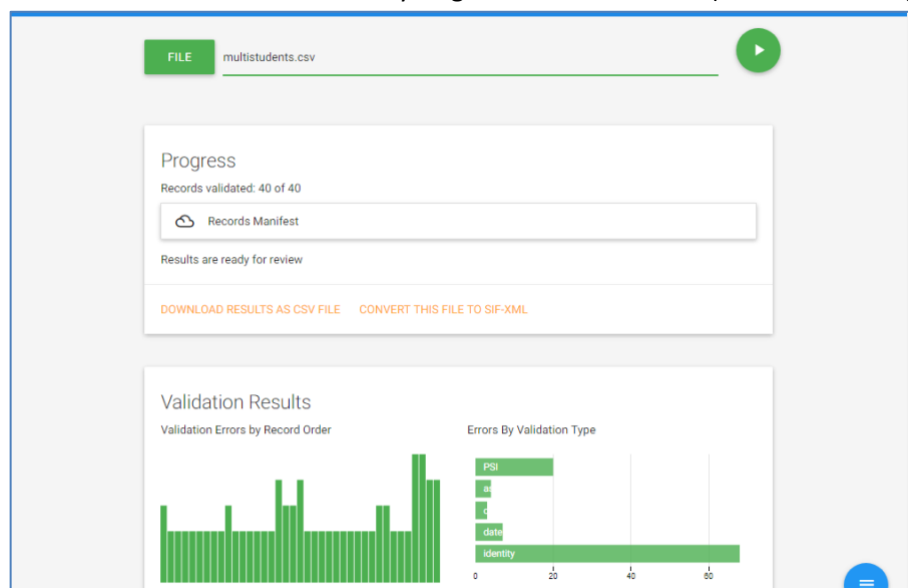 FILE
multistudents.csv
Progress
Records validated: 40 of 40
Records Manifest
Results are ready for review
DOWNLOAD RESULTS AS CSV FILE CONVERT THIS FILE TO SIF-XML
Validation Results
Validation Errors by Record Order
Errors By Validation Type
PSI
date
identity
0 20 40 60